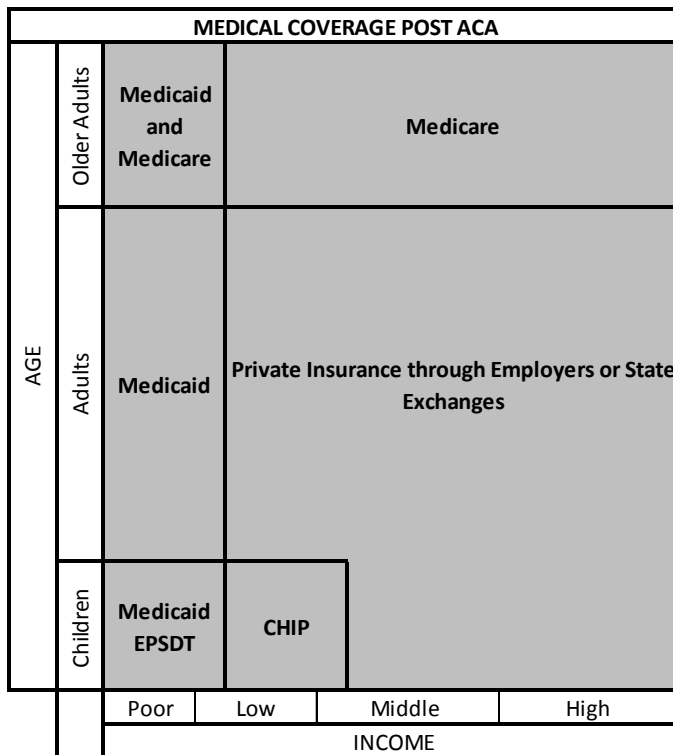 MEDICAL COVERAGE POST ACA
AGE
Older Adults
Medicaid
and
Medicare
Medicare
Adults
Medicaid
Private Insurance through Employers or State
Exchanges
Children
Medicaid
EPSDT
CHIP
Poor
Low
Middle
High
INCOME